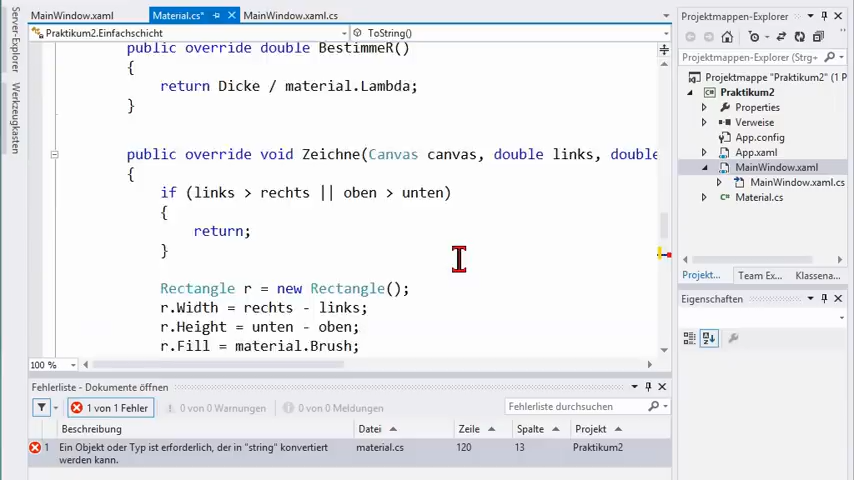 MainWindow.xaml
Material.cs*
MainWindow.xaml.cs
Praktikum2.Einfachschicht
ToString()
public override double BestimmeR()
{
return Dicke / material.Lambda;
}
public override void Zeichne(Canvas canvas, double links, double
{
if (links > rechts || oben > unten)
{
return;
}
Rectangle r = new Rectangle();
r.Width = rechts - links;
r.Height = unten - oben;
r.Fill = material.Brush;
100 %
Server-Explorer
Werkzeugkasten
Fehlerliste - Dokumente öffnen
1 von 1 Fehler
0 von 0 Warnungen
0 von 0 Meldungen
Fehlerliste durchsuchen
Beschreibung
Datei
Zeile
Spalte
Projekt
1
Ein Objekt oder Typ ist erforderlich, der in "string" konvertiert
werden kann.
material.cs
120
13
Praktikum2
Projektmappen-Explorer
Projektmappen-Explorer (Strg+
Projektmappe "Praktikum2" (1 P
Praktikum2
Properties
Verweise
App.config
App.xaml
MainWindow.xaml
MainWindow.xaml.cs
Material.cs
Projekt...
Team Ex...
Klassena...
Eigenschaften